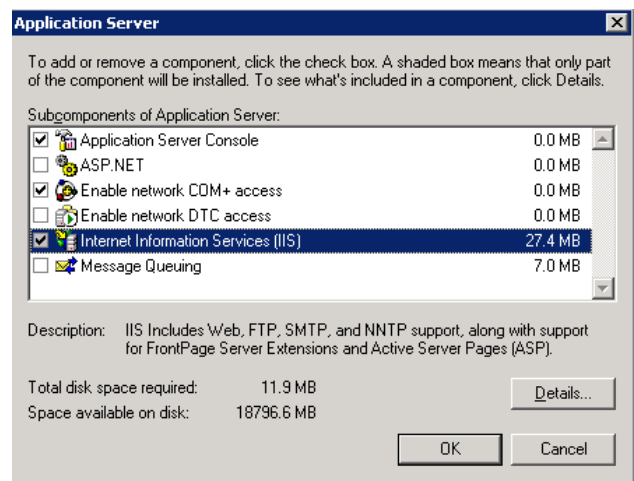 Application Server
To add or remove a component, click the check box. A shaded box means that only part
of the component will be installed. To see what's included in a component, click Details.
Subcomponents of Application Server:
Application Server Console 0.0 MB
ASP.NET 0.0 MB
Enable network COM+ access 0.0 MB
Enable network DTC access 0.0 MB
Internet Information Services (IIS) 27.4 MB
Message Queuing 7.0 MB
Description: IIS Includes Web, FTP, SMTP, and NNTP support, along with support
for FrontPage Server Extensions and Active Server Pages (ASP).
Total disk space required: 11.9 MB
Details...
Space available on disk: 18796.6 MB
OK Cancel